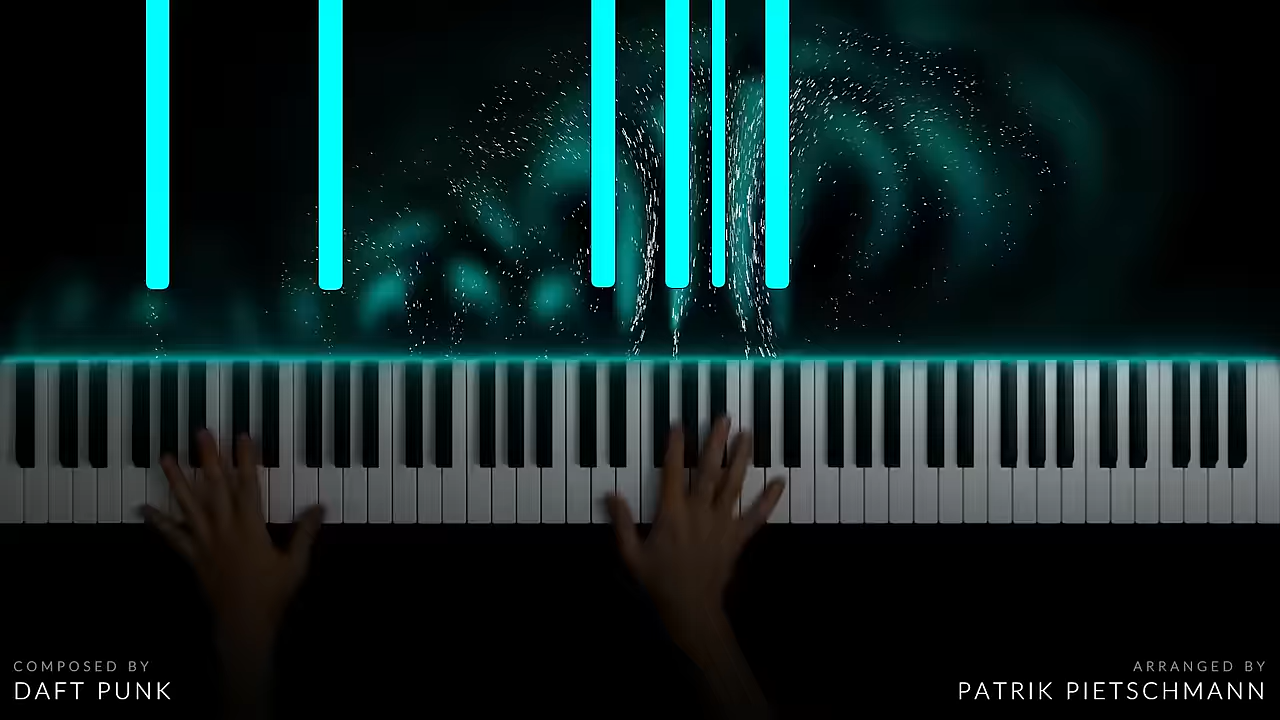 COMPOSED BY
DAFT PUNK
ARRANGED BY
PATRIK PIETSCHMANN